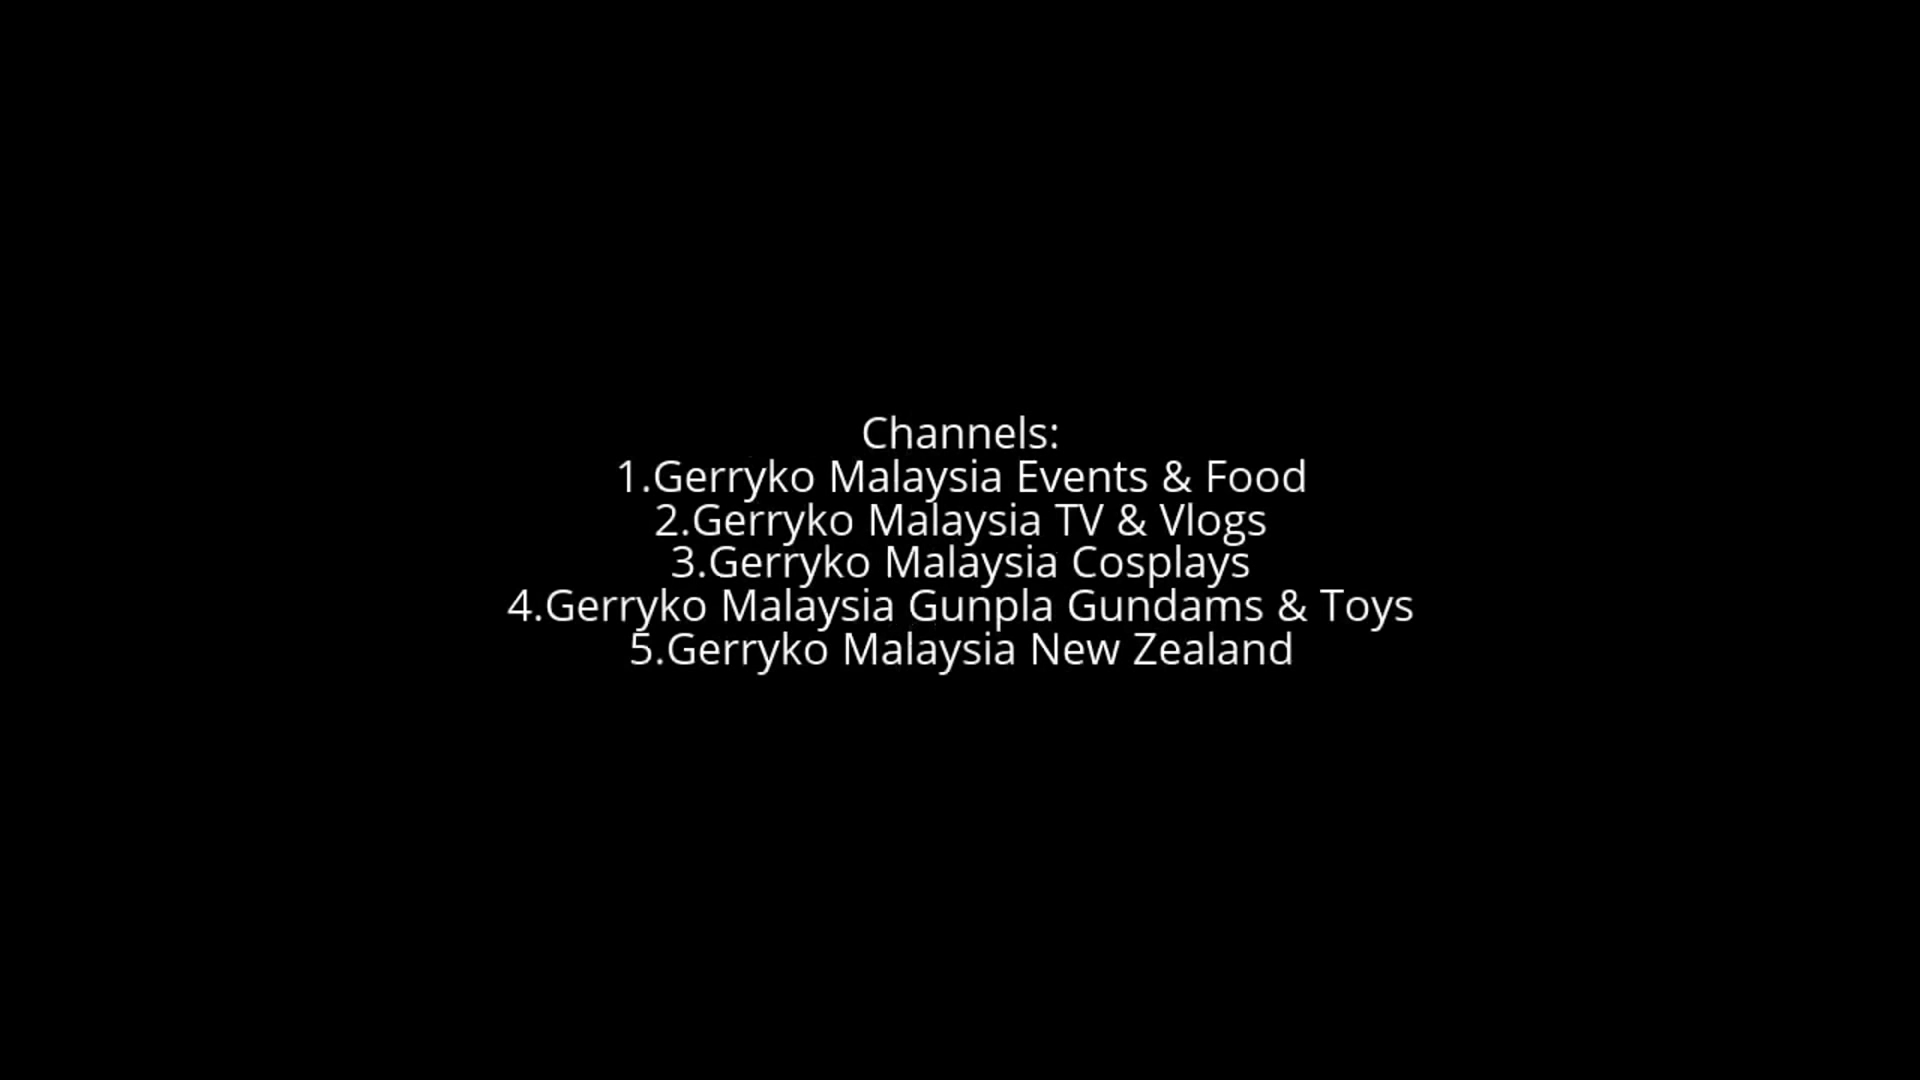 Channels:
1.Gerryko Malaysia Events & Food
2.Gerryko Malaysia TV & Vlogs
3.Gerryko Malaysia Cosplays
4.Gerryko Malaysia Gunpla Gundams & Toys
5.Gerryko Malaysia New Zealand